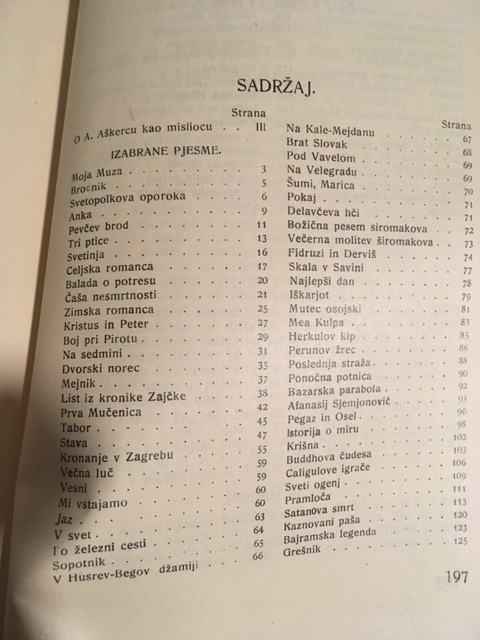 SADRŽAJ.
Strana
O A. Aškercu kao misliocu . . III
IZABRANE PJESME.
Moja Muza . . . . . . . 3
Brodnik . . . . . . . 5
Svetopolkova oporoka . . . . 6
Anka . . . . . . . . 9
Pevčev brod . . . . . . 11
Tri ptice . . . . . . . 13
Svetinja . . . . . . . 16
Celjska romanca . . . . . 17
Balada o potresu . . . . . 20
Čaša nesmrtnosti . . . . . 21
Zimska romanca . . . . . 25
Kristus in Peter . . . . . 27
Boj pri Pirotu . . . . . . 29
Na sedmini . . . . . . 31
Dvorski norec . . . . . . 35
Mejnik . . . . . . . . 37
List iz kronike Zajčke . . . . 38
Prva Mučenica . . . . . 42
Tabor . . . . . . . . 45
Stava . . . . . . . . 47
Kronanje v Zagrebu . . . . 55
Večna luč . . . . . . . 59
Vesni . . . . . . . . 59
Mi vstajamo . . . . . . 60
Jaz . . . . . . . . 60
V svet . . . . . . . . 63
Po železni cesti . . . . . 64
Sopotnik . . . . . . . 65
V Husrev-Begov džamiji . . . 66
Strana
Na Kale-Mejdanu . . . . . 67
Brat Slovak . . . . . . 68
Pod Vavelom . . . . . . 69
Na Velegradu . . . . . . 69
Šumi, Marica . . . . . . 70
Pokaj . . . . . . . . 71
Delavčeva hči . . . . . . 71
Božična pesem siromakova . . 72
Večerna molitev siromakova . . 73
Fidruzi in Derviš . . . . . 74
Skala v Savini . . . . . . 77
Najlepši dan . . . . . . 78
Iškarjot . . . . . . . 79
Mutec osojski . . . . . . 81
Mea Kulpa . . . . . . . 83
Herkulov kip . . . . . . 85
Perunov žrec . . . . . . 86
Poslednja straža . . . . . 88
Ponočna potnica . . . . . 90
Bazarska parabola . . . . . 92
Afanasij Sjemjonovič . . . . 93
Pegaz in Osel . . . . . . 96
Istorija o miru . . . . . . 98
Krišna . . . . . . . . 102
Buddhova čudesa . . . . . 103
Caligulove igrače . . . . . 106
Sveti ogenj . . . . . . 109
Pramloča . . . . . . . 111
Satanova smrt . . . . . . 113
Kaznovani paša . . . . . 120
Bajramska legenda . . . . . 123
Grešnik . . . . . . . 125
197